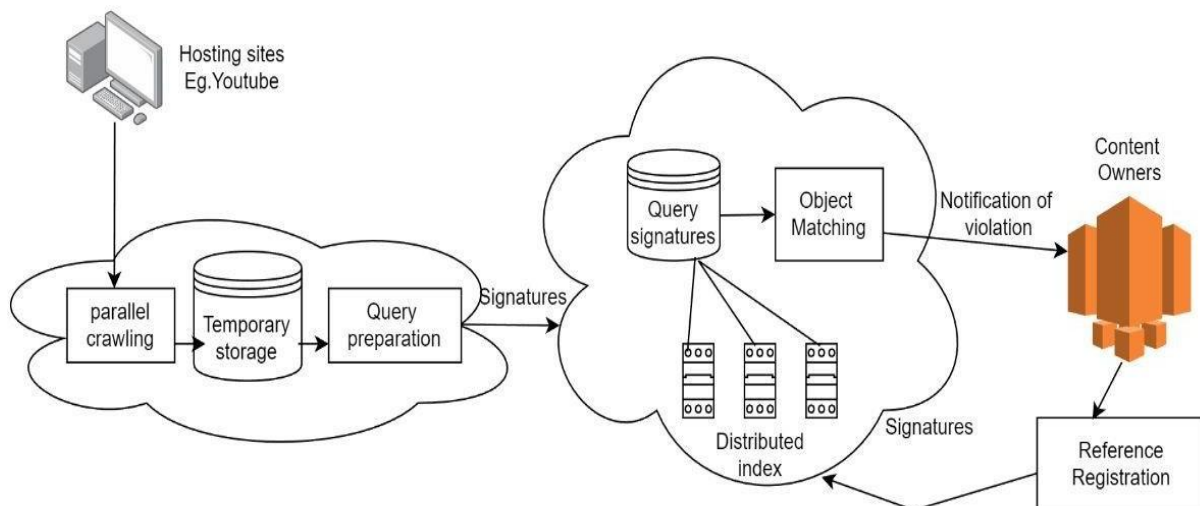 Hosting sites
Eg.Youtube
parallel
crawling
Temporary
storage
Query
preparation
Signatures
Query
signatures
Object
Matching
Distributed
index
Notification of
violation
Content
Owners
Signatures
Reference
Registration